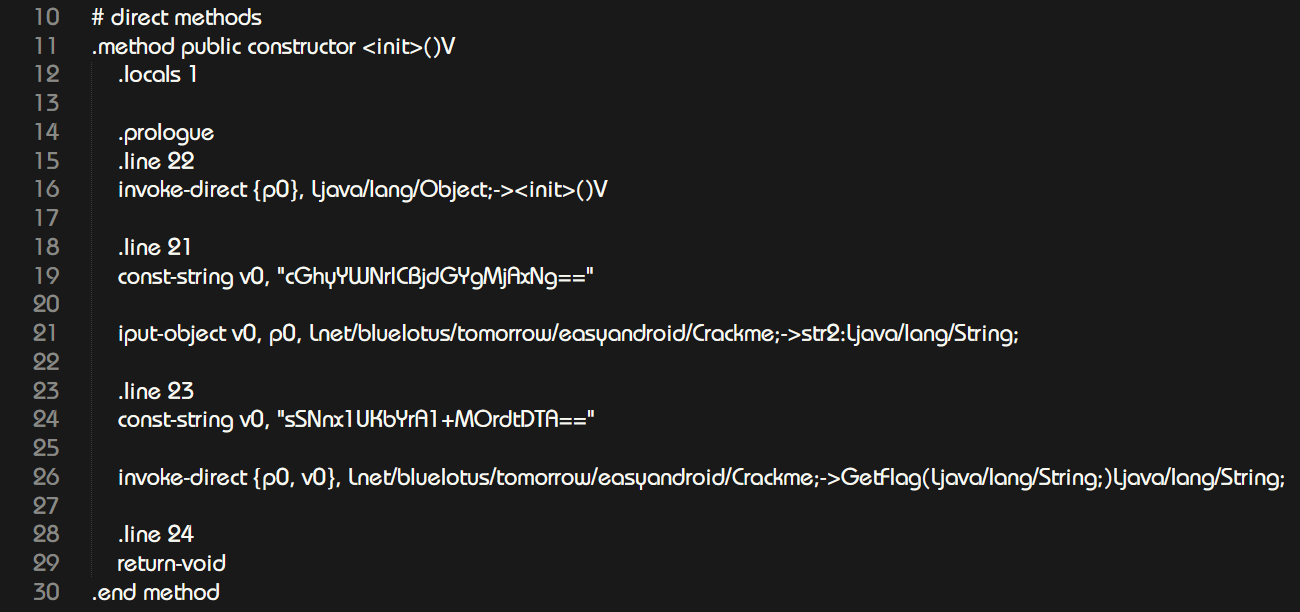 10 # direct methods
11 .method public constructor <init>()V
12 .locals 1
13
14 .prologue
15 .line 22
16 invoke-direct {p0}, Ljava/lang/Object;-><init>()V
17
18 .line 21
19 const-string v0, "cGhyYWNrICBjdGYgMjAxNg=="
20
21 iput-object v0, p0, Lnet/bluelotus/tomorrow/easyandroid/Crackme;->str2:Ljava/lang/String;
22
23 .line 23
24 const-string v0, "sSNnx1UKbYrA1+MOrdtDTA=="
25
26 invoke-direct {p0, v0}, Lnet/bluelotus/tomorrow/easyandroid/Crackme;->GetFlag(Ljava/lang/String;)Ljava/lang/String;
27
28 .line 24
29 return-void
30 .end method